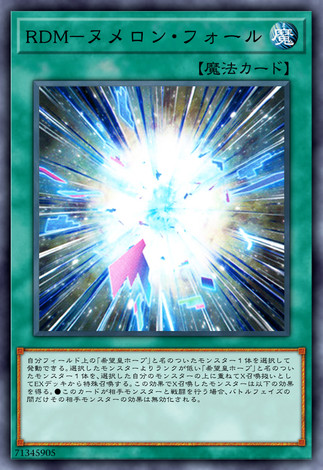 RDM－ヌメロン・フォール 魔
【魔法カード】
自分フィールド上の「希望皇ホープ」と名のついたモンスター１体を選択して
発動できる。選択したモンスターよりランクが低い「希望皇ホープ」と名のつい
たモンスター１体を、選択した自分のモンスターの上に重ねてX召喚扱いとし
てEXデッキから特殊召喚する。この効果でX召喚したモンスターは以下の効果
を得る。●このカードが相手モンスターと戦闘を行う場合、バトルフェイズの
間だけその相手モンスターの効果は無効化される。
71345905